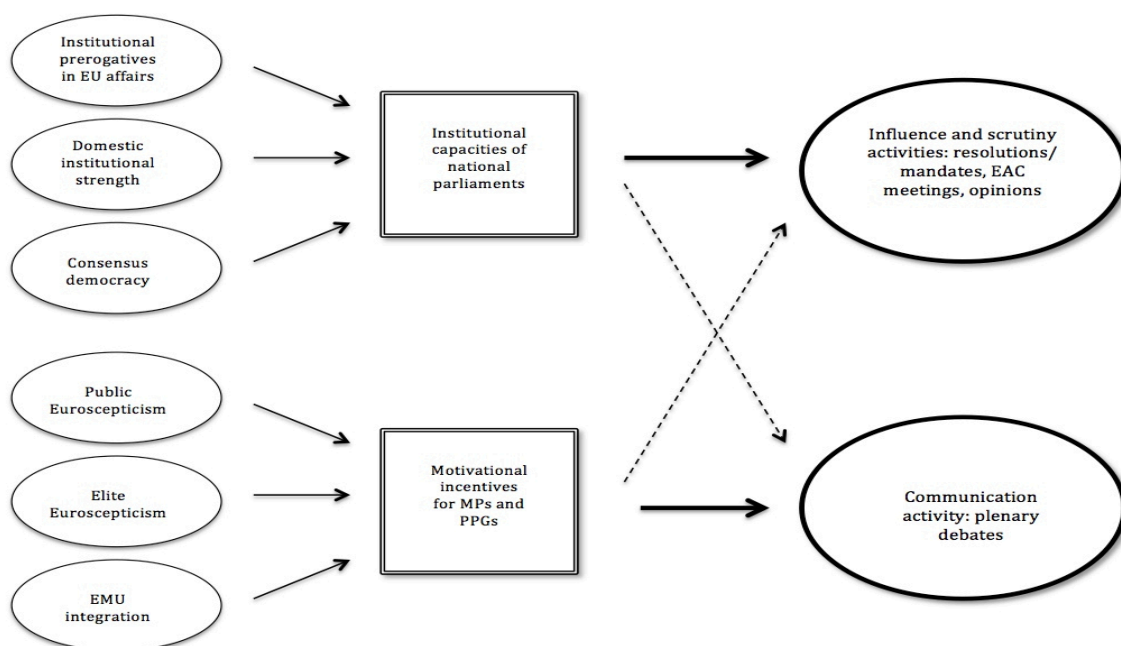 Institutional
prerogatives
in EU affairs
Domestic
institutional
strength
Consensus
democracy
Institutional
capacities of
national
parliaments
Influence and scrutiny
activities: resolutions/
mandates, EAC
meetings, opinions
Public
Euroscepticism
Elite
Euroscepticism
EMU
integration
Motivational
incentives
for MPs and
PPGs
Communication
activity: plenary
debates